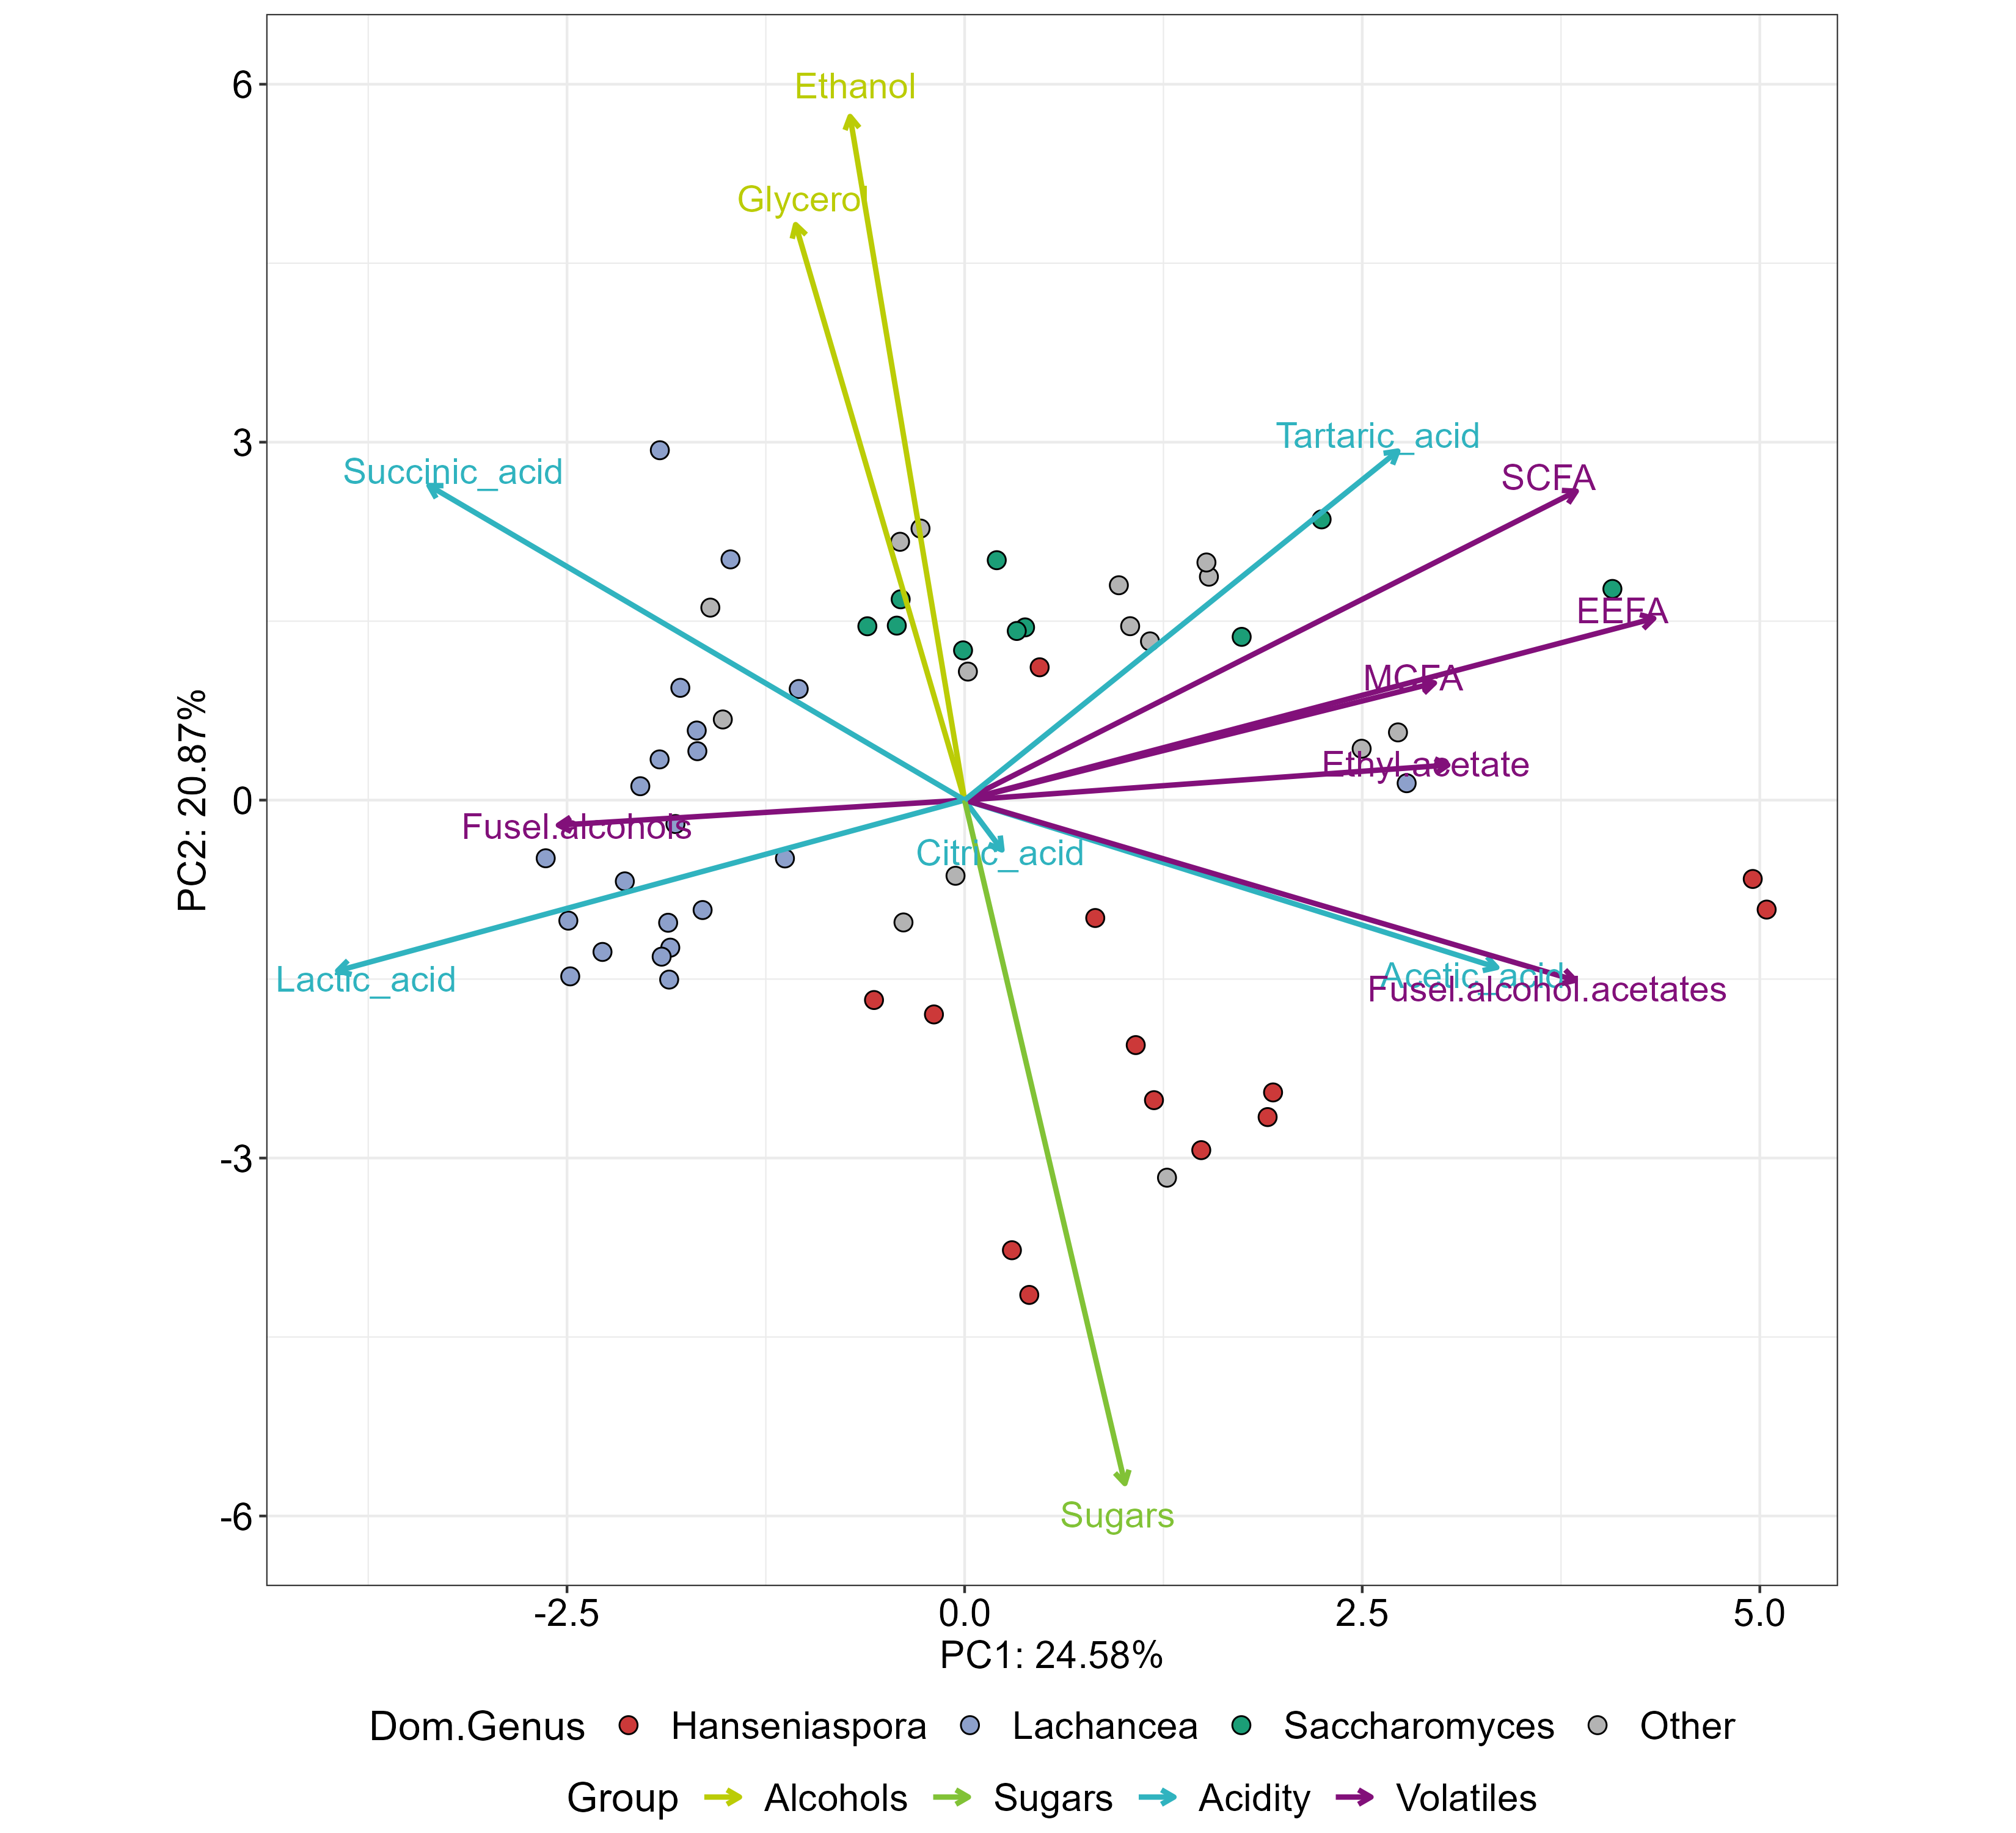 6
Ethanol
Glycerol
3
Tartaric_acid
Succinic_acid
SCFA
EEFA
MCFA
Ethyl.acetate
0
Fusel.alcohols
Citric_acid
Lactic_acid
Acetic_acid
Fusel.alcohol.acetates
-3
-6
Sugars
PC2: 20.87%
-2.5 0.0 2.5 5.0
PC1: 24.58%
Dom.Genus Hanseniaspora Lachancea Saccharomyces Other
Group Alcohols Sugars Acidity Volatiles